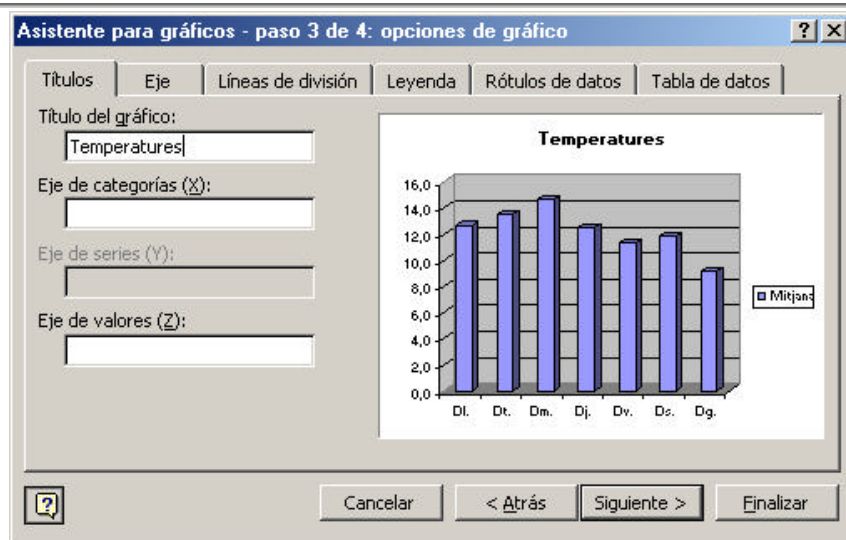 Asistente para gráficos - paso 3 de 4: opciones de gráfico
Títulos Eje Líneas de división Leyenda Rótulos de datos Tabla de datos
Título del gráfico:
Temperatures
Eje de categorías (X):
Eje de series (Y):
Eje de valores (Z):
Temperatures
16,0
14,0
12,0
10,0
8,0
6,0
4,0
2,0
0,0
Dl. Dt. Dm. Dj. Dv. Ds. Dg.
Mitjana
Cancelar < Atrás Siguiente > Finalizar